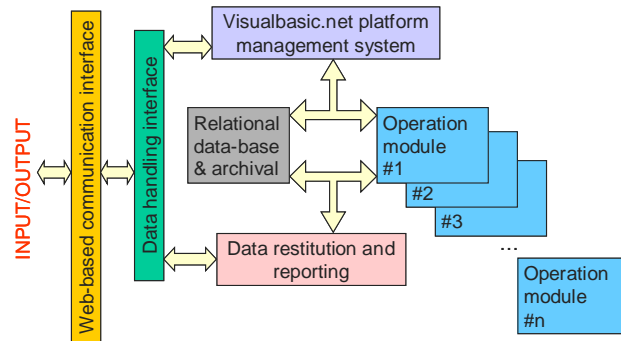 INPUT/OUTPUT
Web-based communication interface
Data handling interface
Visualbasic.net platform
management system
Relational
data-base
& archival
Operation
module
#1
#2
#3
...
Operation
module
#n
Data restitution and
reporting